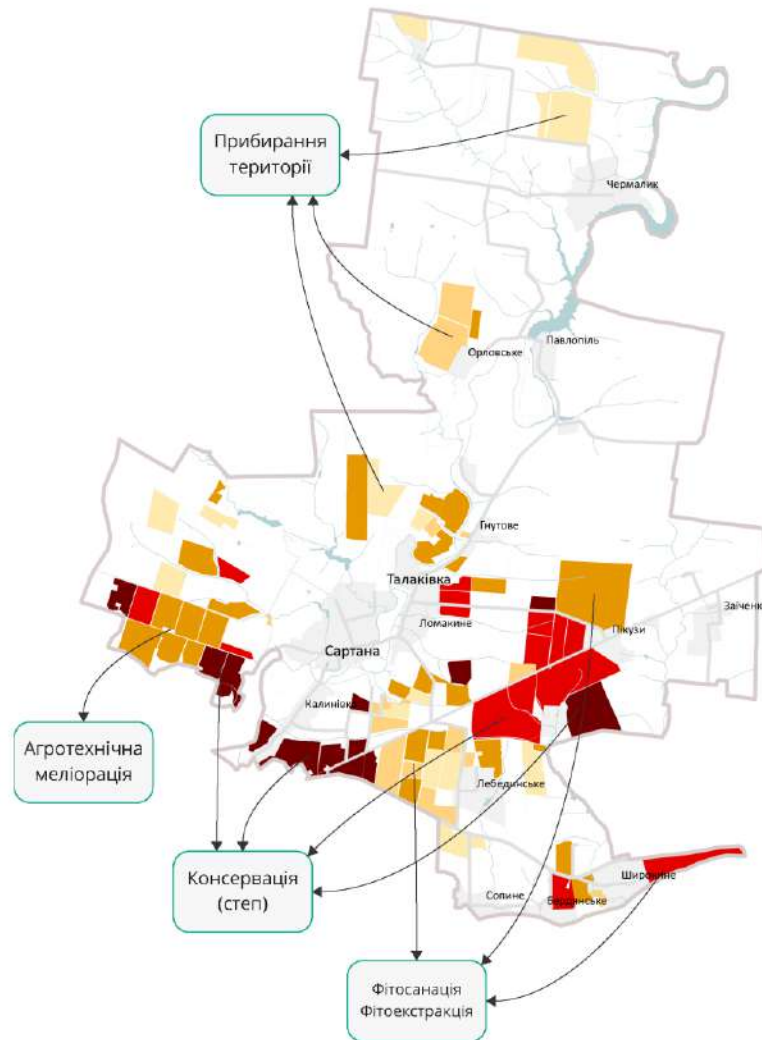 Прибирання
території
Чермалик
Орловське
Павлопіль
Гнутове
Талаківка
Ломакине
Заїченк
Пікузи
Сартана
Калинівка
Агротехнічна
меліорація
Лебединське
Консервація
(степ)
Широкине
Сопине
Бердянське
Фітосанація
Фітоекстракція